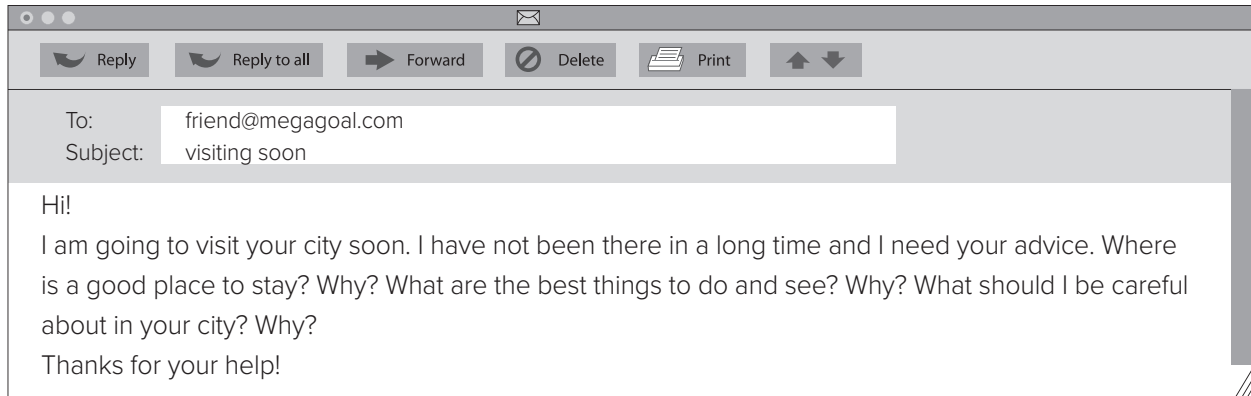 Reply Reply to all Forward Delete Print
To: friend@megagoal.com
Subject: visiting soon
Hi!
I am going to visit your city soon. I have not been there in a long time and I need your advice. Where
is a good place to stay? Why? What are the best things to do and see? Why? What should I be careful
about in your city? Why?
Thanks for your help!